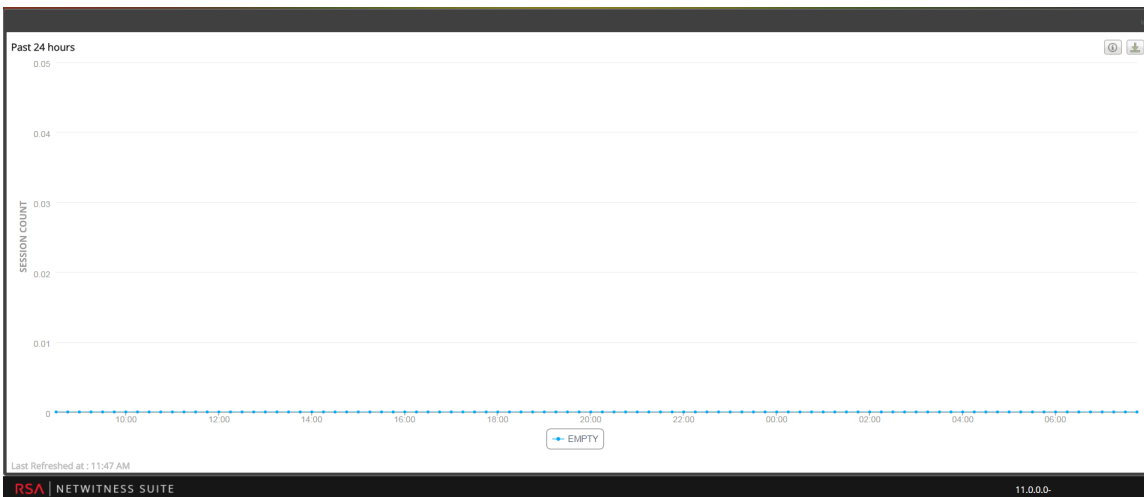 Past 24 hours
0.05
0.04
0.03
0.02
0.01
0
SESSION COUNT
10:00 12:00 14:00 16:00 18:00 20:00 22:00 00:00 02:00 04:00 06:00
EMPTY
Last Refreshed at : 11:47 AM
RSA | NETWITNESS SUITE 11.0.0.0-